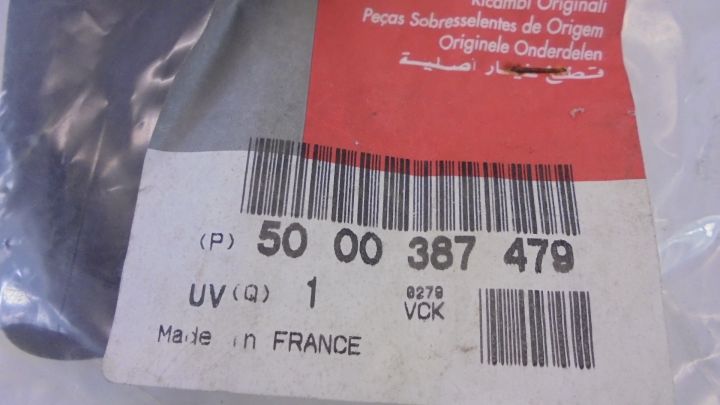 Ricambi Originali
Peças Sobresselentes de Origem
Originele Onderdelen
قطع غيار أصلية
(P) 50 00 387 479
UV (Q) 1
0279
VCK
Made in FRANCE